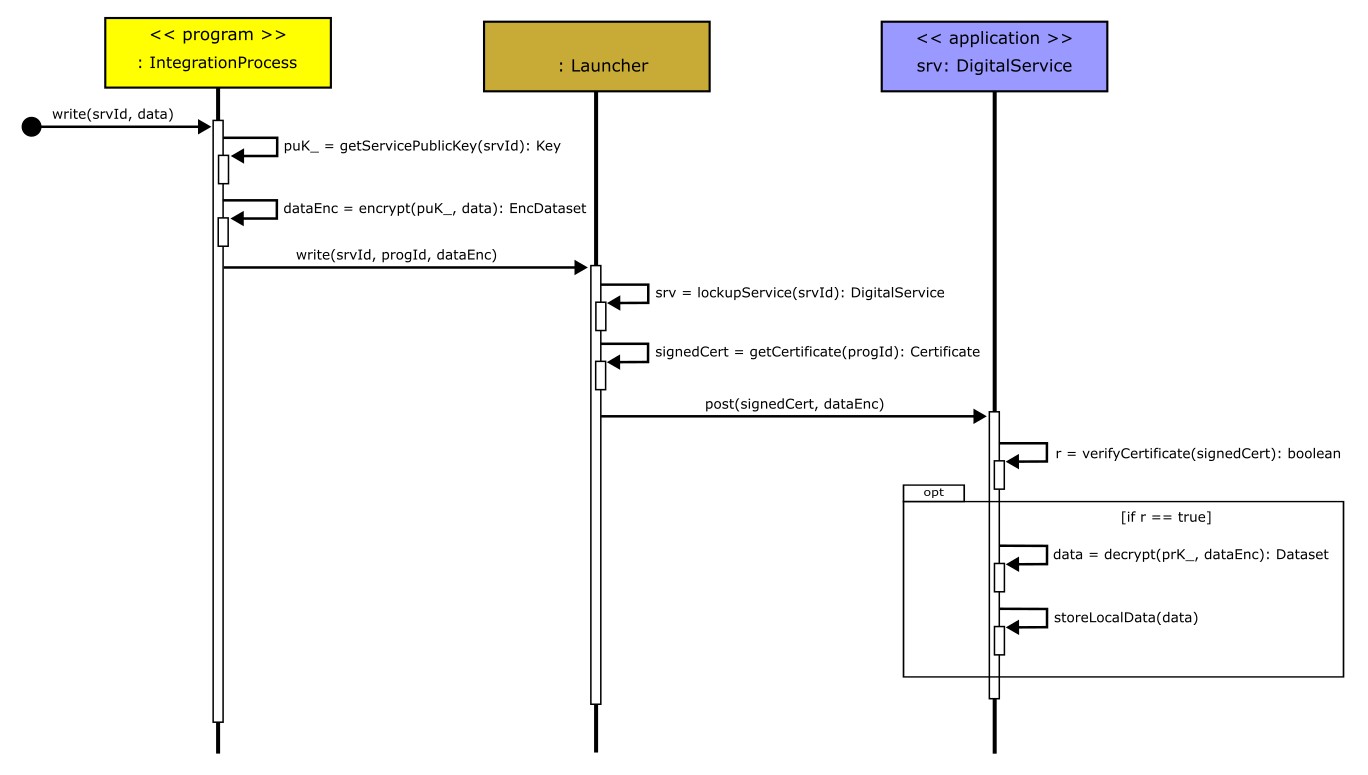 << program >>
: IntegrationProcess
: Launcher
<< application >>
srv: DigitalService
write(srvId, data)
puK_ = getServicePublicKey(srvId): Key
dataEnc = encrypt(puK_, data): EncDataset
write(srvId, progId, dataEnc)
srv = lockupService(srvId): DigitalService
signedCert = getCertificate(progId): Certificate
post(signedCert, dataEnc)
r = verifyCertificate(signedCert): boolean
opt
[if r == true]
data = decrypt(prK_, dataEnc): Dataset
storeLocalData(data)